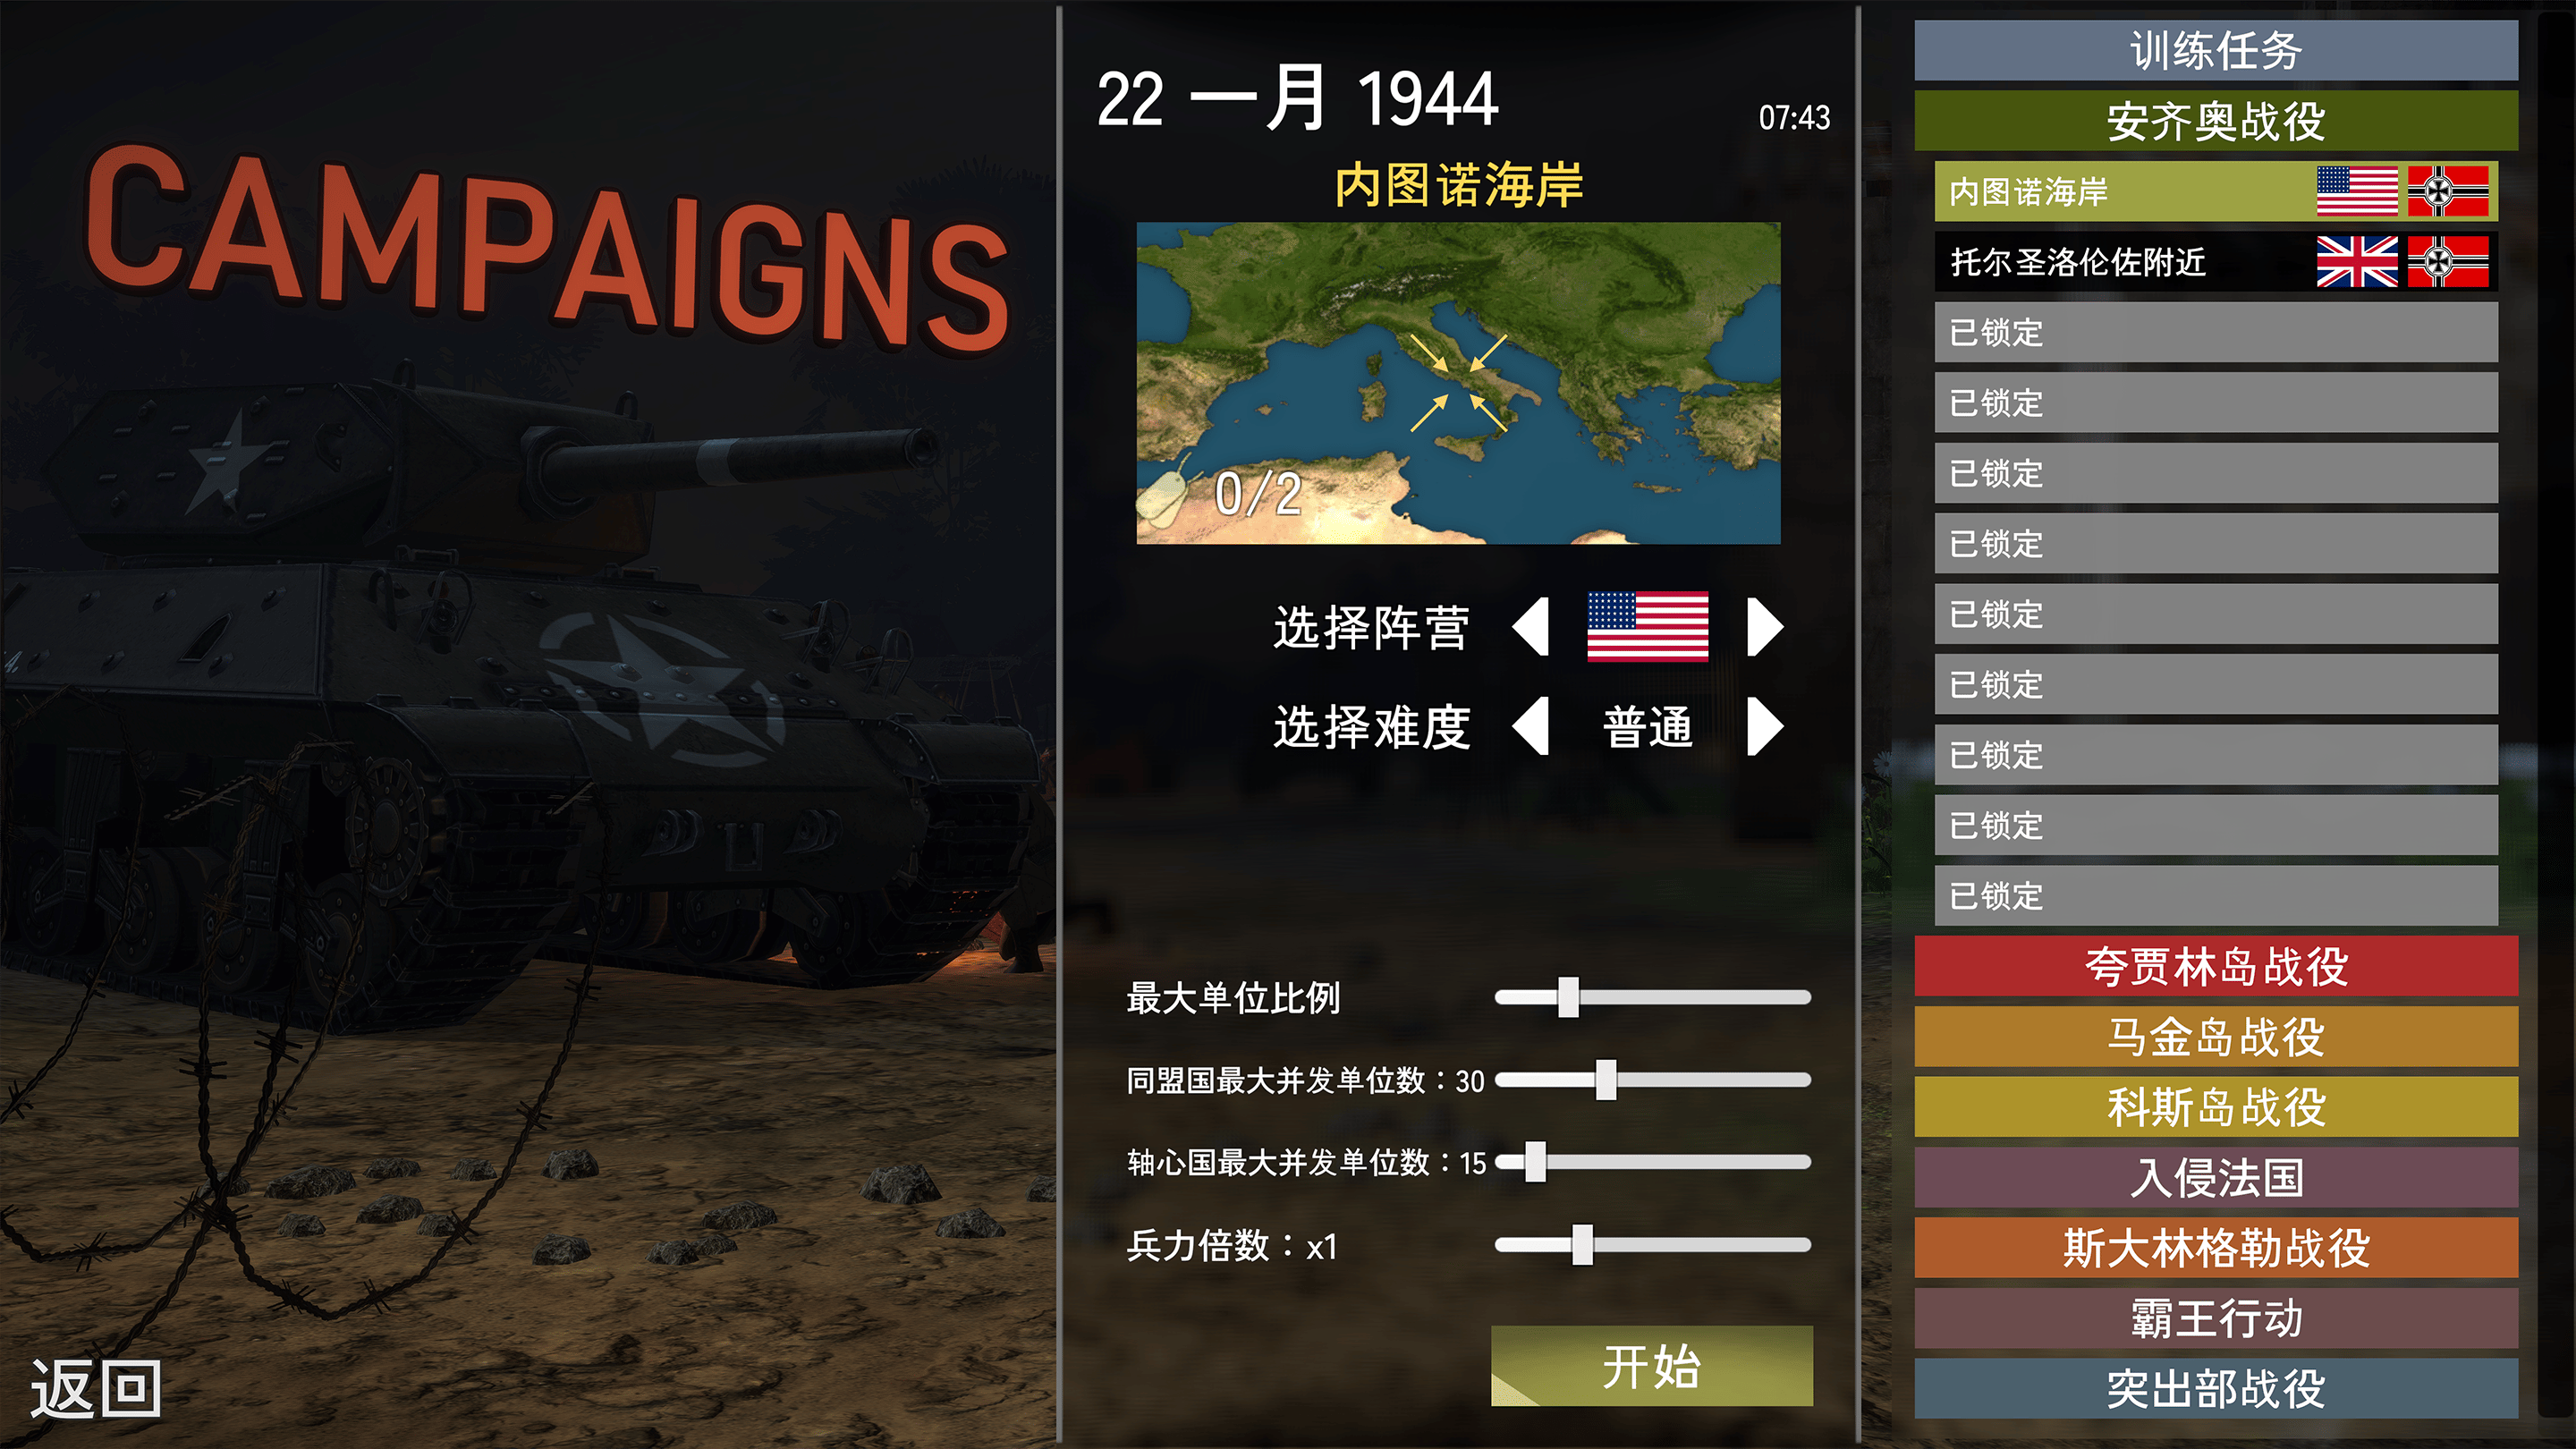 CAMPAIGNS
返回
22 一月 1944
07:43
内图诺海岸
0/2
选择阵营
选择难度
普通
最大单位比例
同盟国最大并发单位数：30
轴心国最大并发单位数：15
兵力倍数：x1
开始
训练任务
安齐奥战役
内图诺海岸
托尔圣洛伦佐附近
已锁定
已锁定
已锁定
已锁定
已锁定
已锁定
已锁定
已锁定
已锁定
夸贾林岛战役
马金岛战役
科斯岛战役
入侵法国
斯大林格勒战役
霸王行动
突出部战役